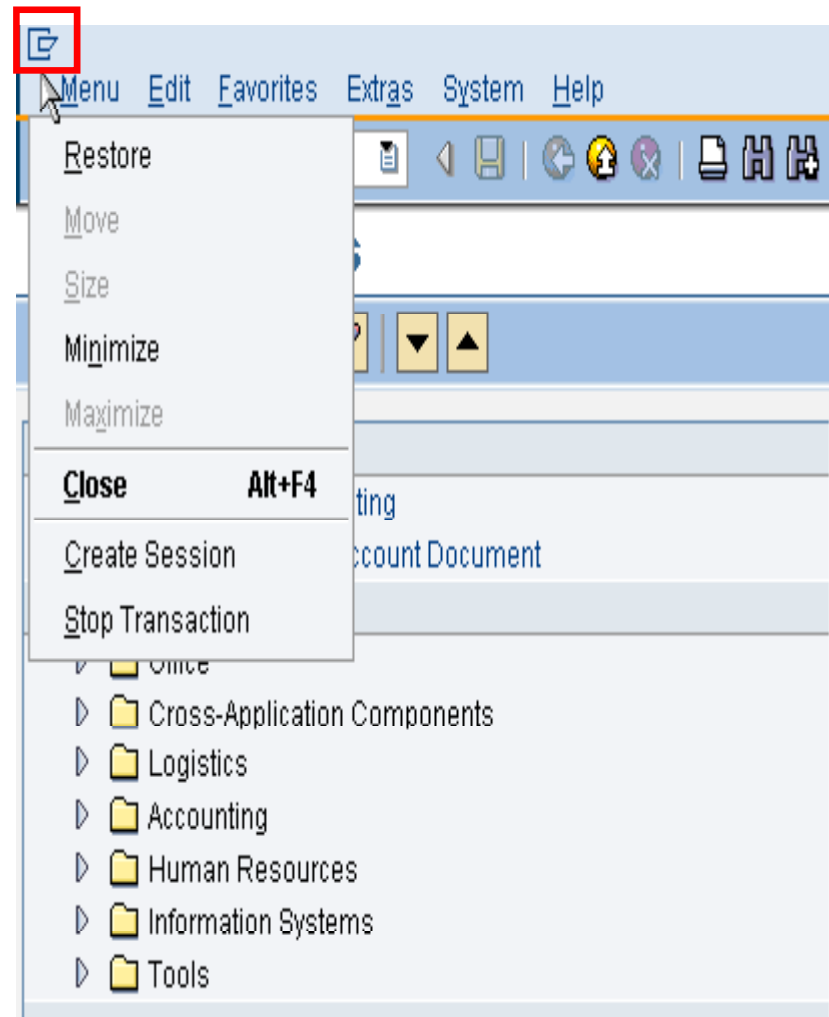 Menu Edit Favorites Extras System Help
Restore
Move
Size
Minimize
Maximize
Close Alt+F4
ting
Create Session
ccount Document
Stop Transaction
Office
Cross-Application Components
Logistics
Accounting
Human Resources
Information Systems
Tools